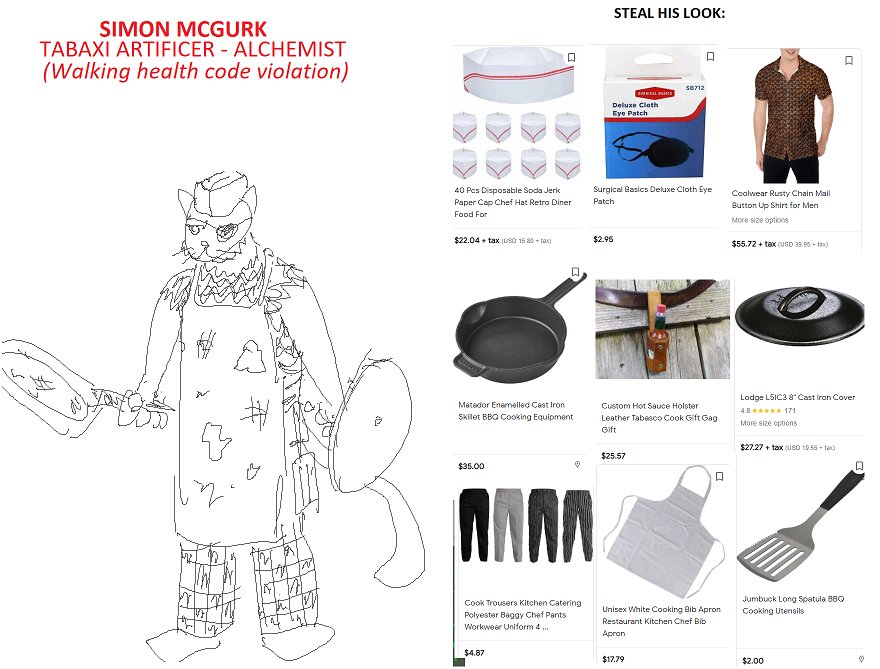 SIMON MCGURK
TABAXI ARTIFICER - ALCHEMIST
(Walking health code violation)
STEAL HIS LOOK:
40 Pcs Disposable Soda Jerk
Paper Cap Chef Hat Retro Diner
Food For
$22.04 + tax (USD 15.80 + tax)
SURGICAL BASICS
SB712
Deluxe Cloth
Eye Patch
Surgical Basics Deluxe Cloth Eye
Patch
$2.95
Coolwear Rusty Chain Mail
Button Up Shirt for Men
More size options
$55.72 + tax (USD 39.95 + tax)
Matador Enamelled Cast Iron
Skillet BBQ Cooking Equipment
$35.00
Custom Hot Sauce Holster
Leather Tabasco Cook Gift Gag
Gift
$25.57
Lodge L5IC3 8" Cast Iron Cover
4.8 ★★★★★ 171
More size options
$27.27 + tax (USD 19.55 + tax)
Cook Trousers Kitchen Catering
Polyester Baggy Chef Pants
Workwear Uniform 4 ...
$4.87
Unisex White Cooking Bib Apron
Restaurant Kitchen Chef Bib
Apron
$17.79
Jumbuck Long Spatula BBQ
Cooking Utensils
$2.00